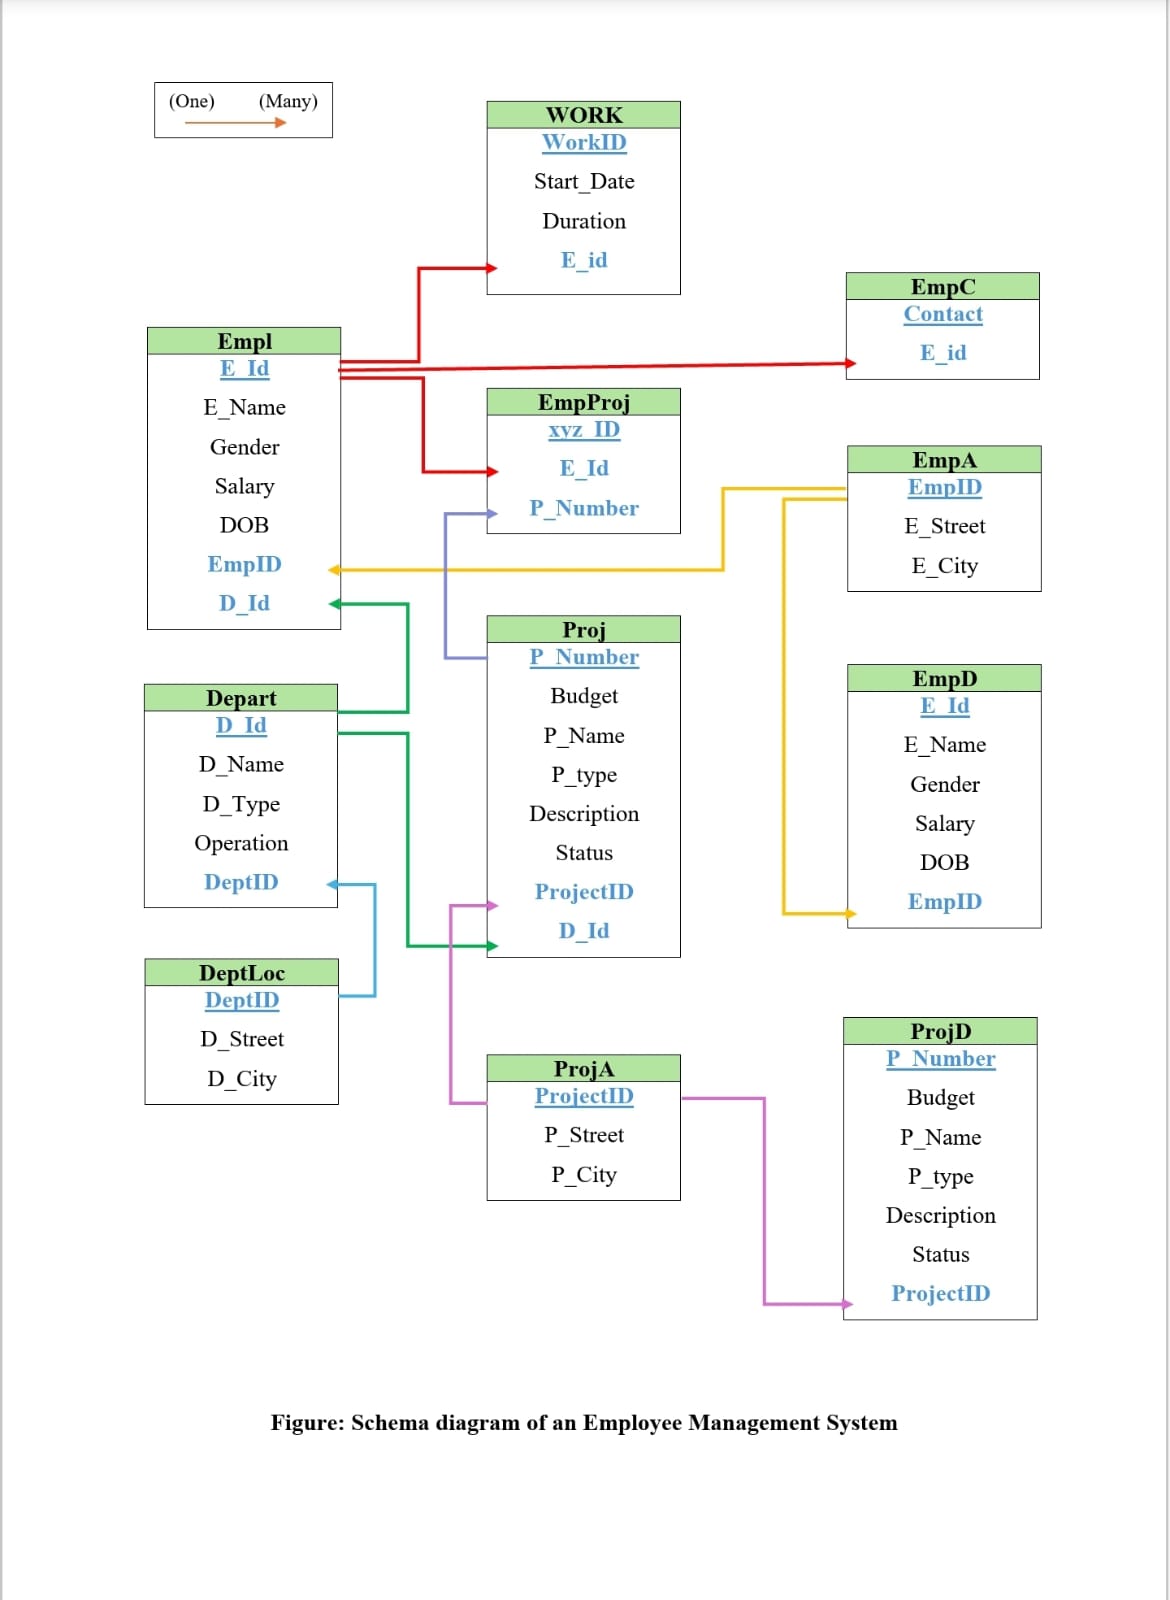 (One) (Many)
WORK
WorkID
Start_Date
Duration
E_id
EmpC
Contact
E_id
Empl
E_Id
E_Name
Gender
Salary
DOB
EmpID
D_Id
EmpProj
xyz_ID
E_Id
P_Number
EmpA
EmpID
E_Street
E_City
Proj
P_Number
Budget
P_Name
P_type
Description
Status
ProjectID
D_Id
EmpD
E_Id
E_Name
Gender
Salary
DOB
EmpID
Depart
D_Id
D_Name
D_Type
Operation
DeptID
DeptLoc
DeptID
D_Street
D_City
ProjA
ProjectID
P_Street
P_City
ProjD
P_Number
Budget
P_Name
P_type
Description
Status
ProjectID
Figure: Schema diagram of an Employee Management System